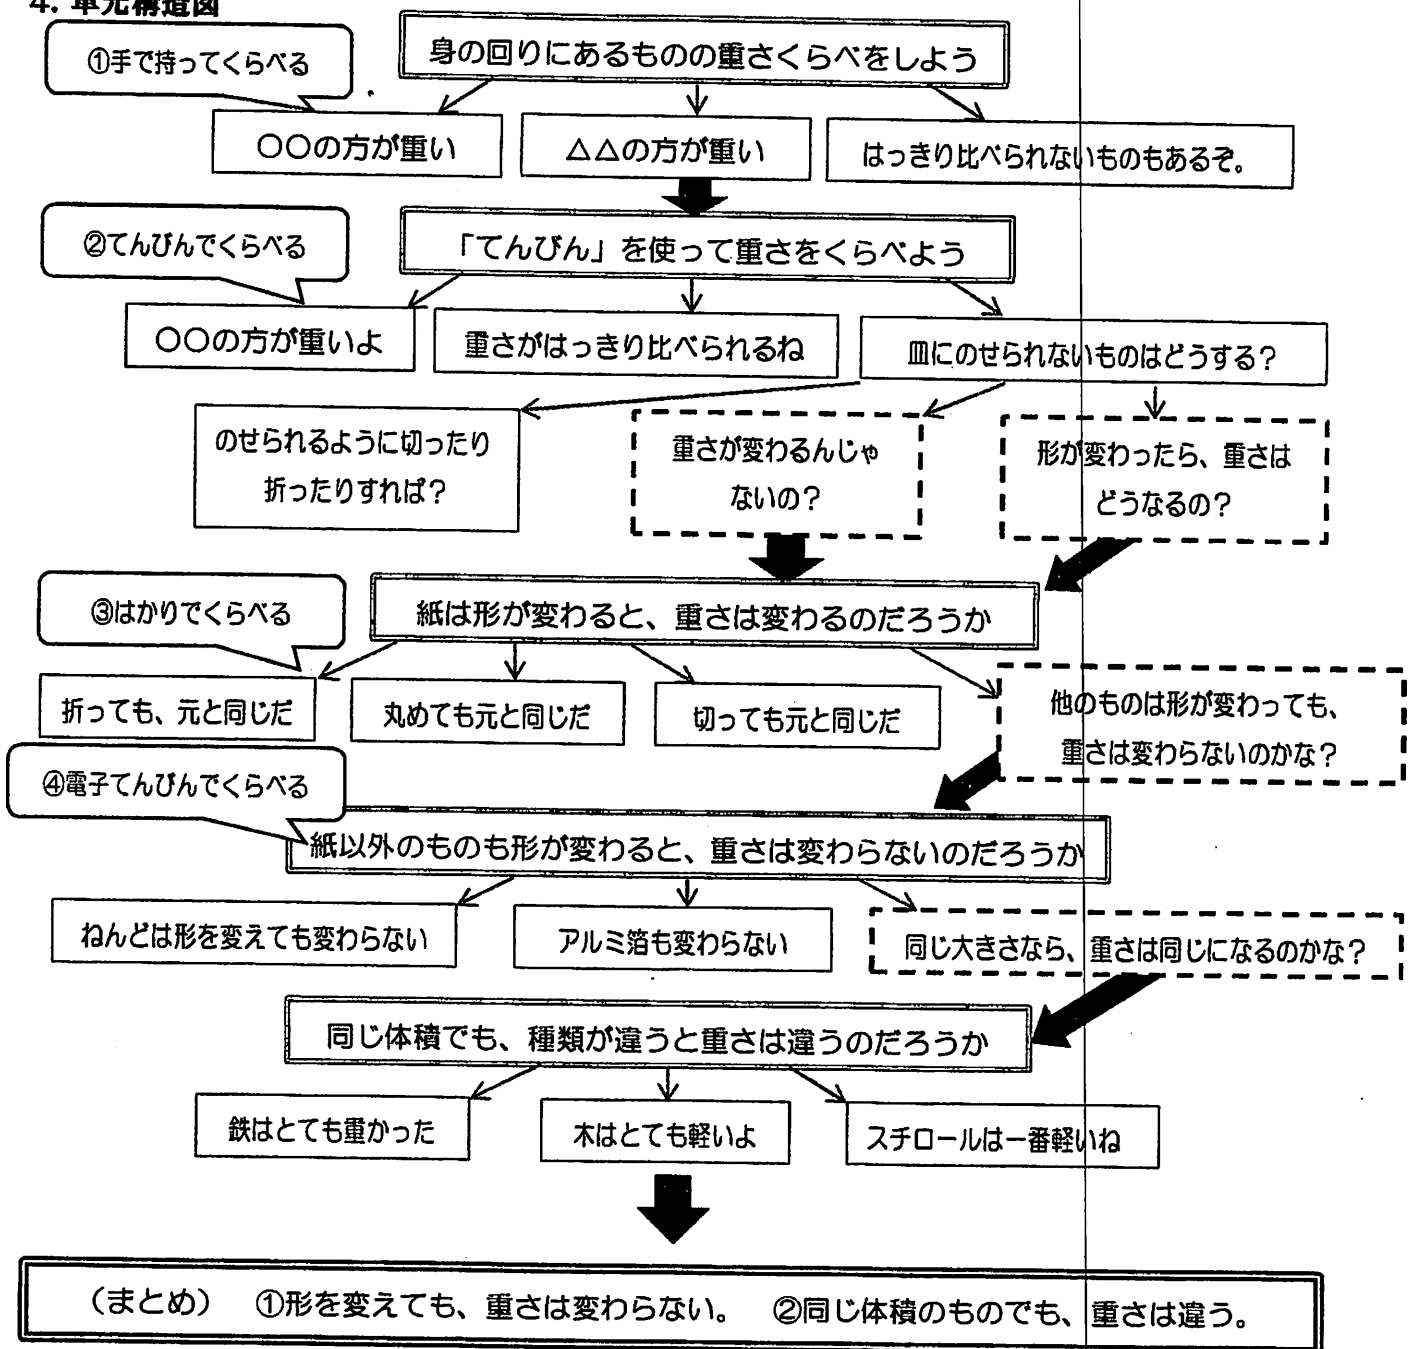 4. 単元構造図
①手で持ってくらべる
身の回りにあるものの重さくらべをしよう
〇〇の方が重い
△△の方が重い
はっきり比べられないものもあるぞ。
②てんびんでくらべる
「てんびん」を使って重さをくらべよう
〇〇の方が重いよ
重さがはっきり比べられるね
皿にのせられないものはどうする？
のせられるように切ったり
折ったりすれば？
重さが変わるんじゃ
ないの？
形が変わったら、重さは
どうなるの？
③はかりでくらべる
紙は形が変わると、重さは変わるのだろうか
折っても、元と同じだ
丸めても元と同じだ
切っても元と同じだ
他のものは形が変わっても、
重さは変わらないのかな？
④電子てんびんでくらべる
紙以外のものも形が変わると、重さは変わらないのだろうか
ねんどは形を変えても変わらない
アルミ箔も変わらない
同じ大きさなら、重さは同じになるのかな？
同じ体積でも、種類が違うと重さは違うのだろうか
鉄はとても重かった
木はとても軽いよ
スチロールは一番軽いね
（まとめ） ①形を変えても、重さは変わらない。 ②同じ体積のものでも、重さは違う。